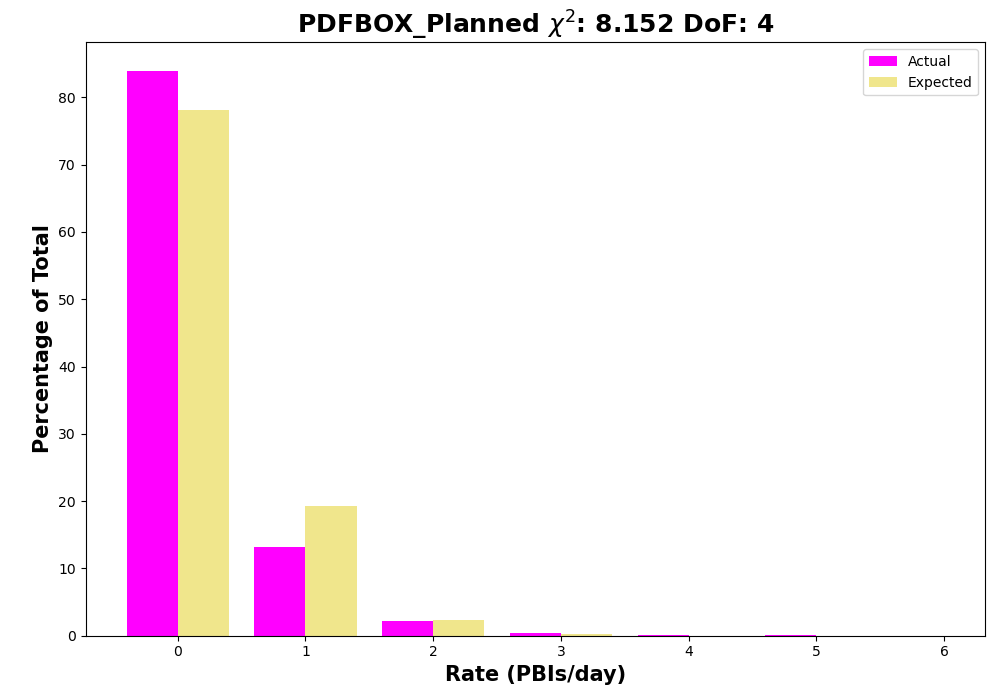 PDFBOX_Planned χ²: 8.152 DoF: 4
Actual
Expected
Percentage of Total
80
70
60
50
40
30
20
10
0
0 1 2 3 4 5 6
Rate (PBIs/day)